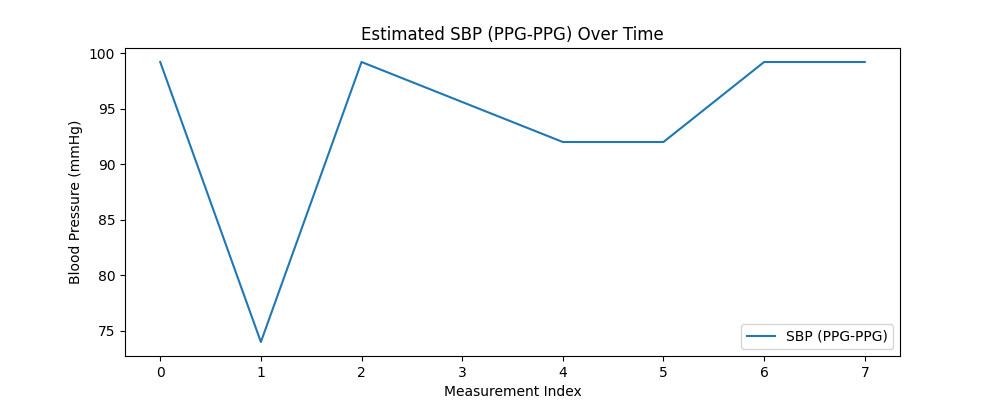 Estimated SBP (PPG-PPG) Over Time
100
95
90
85
80
75
Blood Pressure (mmHg)
SBP (PPG-PPG)
0 1 2 3 4 5 6 7
Measurement Index